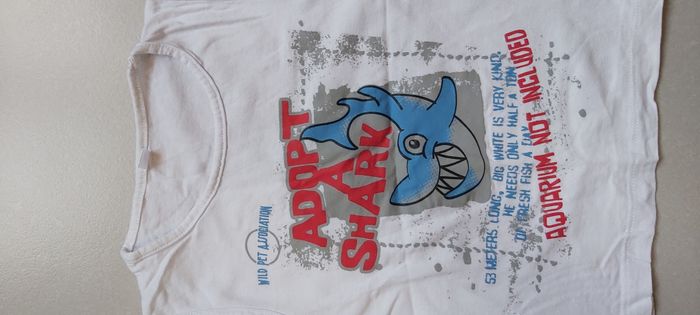 WILD PET ASSOCIATION
ADOPT
A
SHARK
53 METERS LONG, BIG WHITE IS VERY KIND.
HE NEEDS ONLY HALF A TON
OF FRESH FISH A DAY
AQUARIUM NOT INCLUDED